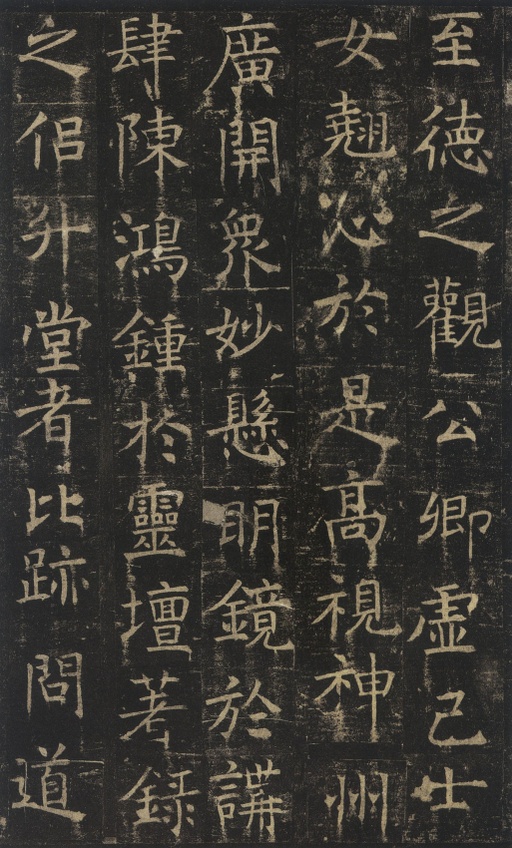 至德之觀公卿虛己士
女翹心於是高視神州
廣開眾妙懸明鏡於講
肆陳鴻鍾於靈壇著錄
之侶升堂者比跡問道